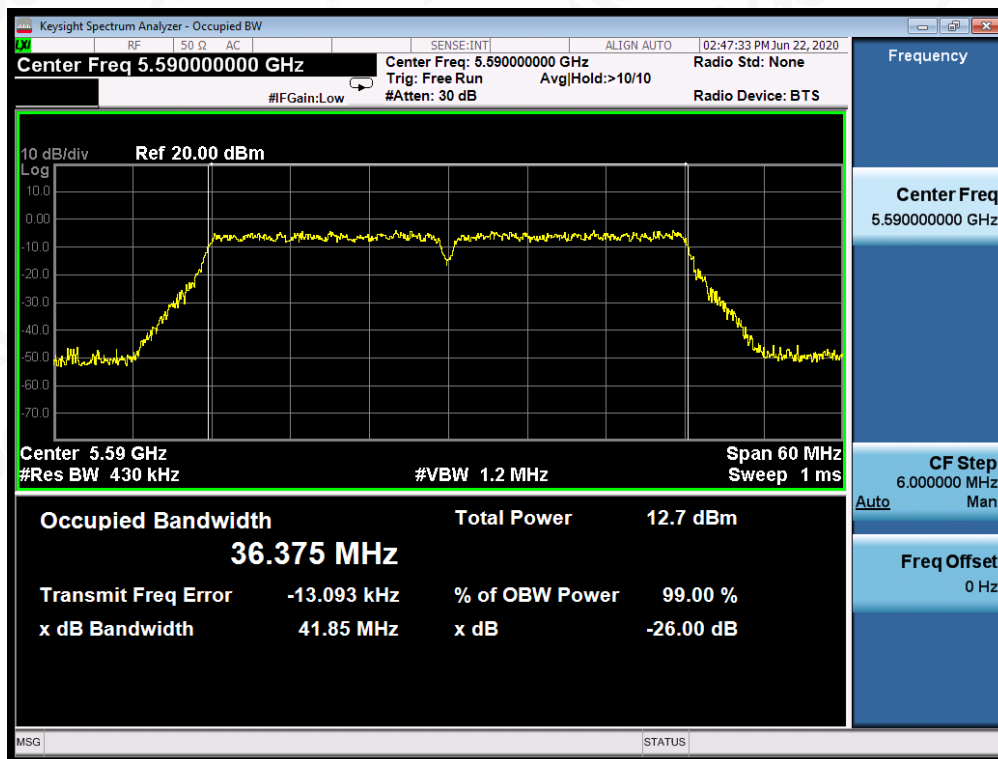 Keysight Spectrum Analyzer - Occupied BW
LXI RF 50 Ω AC SENSE:INT ALIGN AUTO 02:47:33 PM Jun 22, 2020
Center Freq 5.590000000 GHz
Center Freq: 5.590000000 GHz Radio Std: None
Trig: Free Run Avg|Hold:>10/10
#IFGain:Low #Atten: 30 dB Radio Device: BTS
10 dB/div Ref 20.00 dBm
Log
10.0
0.00
-10.0
-20.0
-30.0
-40.0
-50.0
-60.0
-70.0
Center 5.59 GHz Span 60 MHz
#Res BW 430 kHz #VBW 1.2 MHz Sweep 1 ms
Occupied Bandwidth Total Power 12.7 dBm
36.375 MHz
Transmit Freq Error -13.093 kHz % of OBW Power 99.00 %
x dB Bandwidth 41.85 MHz x dB -26.00 dB
MSG STATUS
Frequency
Center Freq
5.590000000 GHz
CF Step
6.000000 MHz
Auto Man
Freq Offset
0 Hz